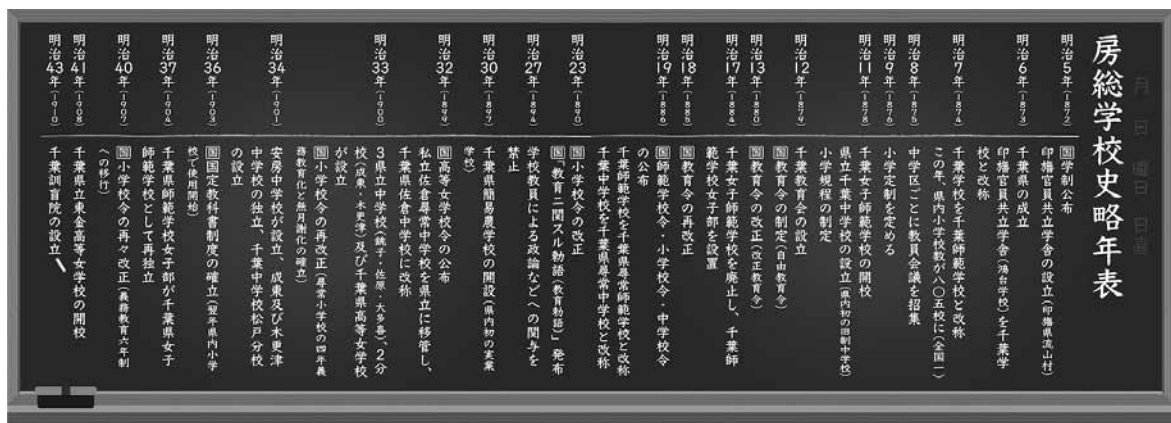 房総学校史略年表
月 日 曜日 日直
明治5年(1872)
国学制公布
印旛官員共立学舎の設立(印旛県流山村)
明治6年(1873)
千葉県の成立
印旛官員共立学舎(鴻台学校)を千葉学
校と改称
明治7年(1874)
千葉学校を千葉師範学校と改称
この年、県内小学校数が八〇五校に(全国二)
明治8年(1875)
中学区ごとに教員会議を招集
明治9年(1876)
小学定制を定める
明治11年(1878)
千葉女子師範学校の開校
県立千葉中学校の設立(県内初の旧制中学校)
小学規程の制定
明治12年(1879)
千葉教育会の設立
国教育令の制定(自由教育令)
明治13年(1880)
国教育令の改正(改正教育令)
明治17年(1884)
千葉女子師範学校を廃止し、千葉師
範学校女子部を設置
明治18年(1885)
国教育令の再改正
明治19年(1886)
国師範学校令・小学校令・中学校令
の公布
千葉師範学校を千葉県尋常師範学校と改称
千葉中学校を千葉県尋常中学校と改称
明治23年(1890)
国小学校令の改正
国「教育ニ関スル勅語(教育勅語)」発布
明治27年(1894)
学校教員による政論などへの関与を
禁止
明治30年(1897)
千葉県簡易農学校の開設(県内初の実業
学校)
明治32年(1899)
国高等女学校令の公布
私立佐倉尋常中学校を県立に移管し、
千葉県佐倉中学校に改称
明治33年(1900)
3県立中学校(銚子・佐原・大多喜)、2分
校(成東・木更津)及び千葉県高等女学校
が設立
国小学校令の再改正(尋常小学校の四年義
務教育化・無月謝化の確立)
明治34年(1901)
安房中学校が設立、成東及び木更津
中学校の独立、千葉中学校松戸分校
の設立
明治36年(1903)
国国定教科書制度の確立(翌年県内小学
校で使用開始)
明治37年(1904)
千葉県師範学校女子部が千葉県女子
師範学校として再独立
明治40年(1907)
国小学校令の再々改正(義務教育六年制
への移行)
明治41年(1908)
千葉県立東金高等女学校の開校
明治43年(1910)
千葉訓盲院の設立